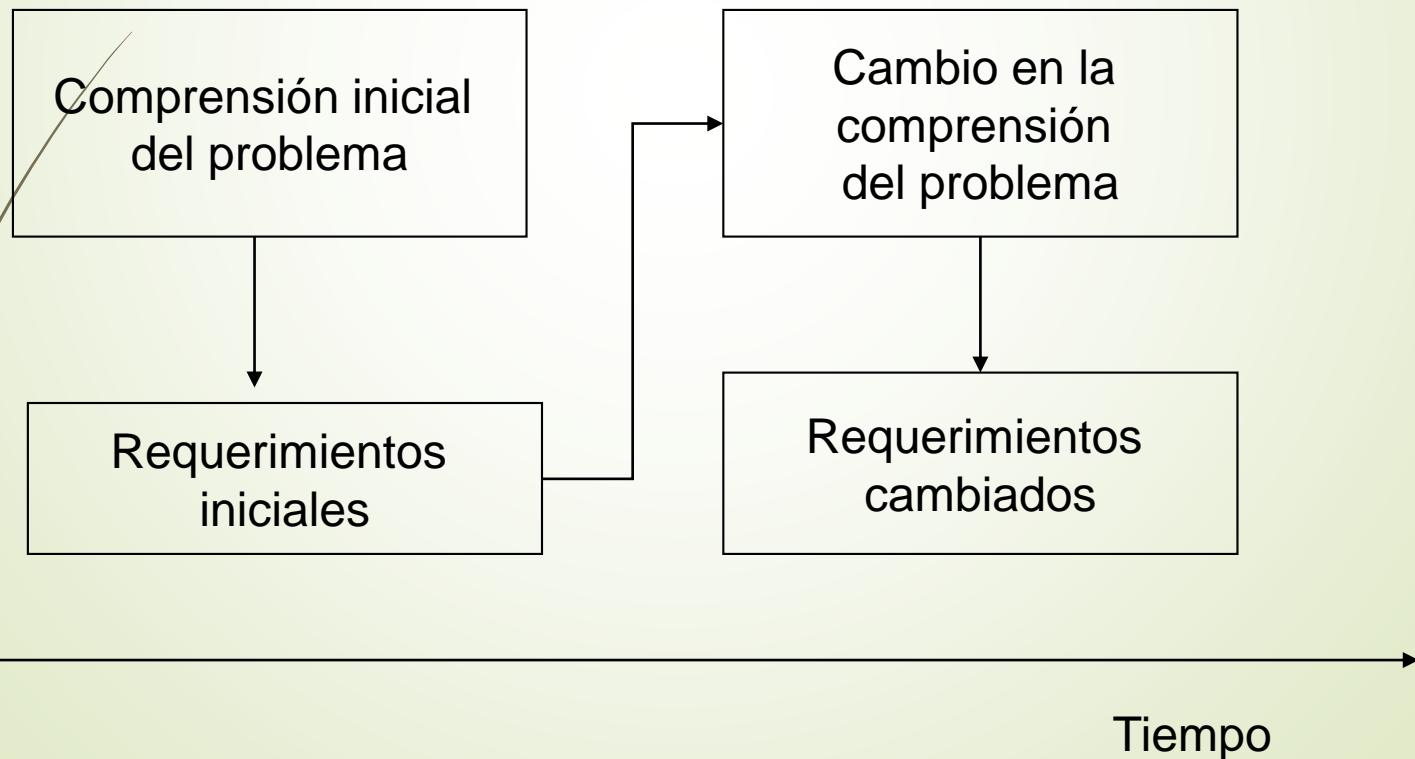 Comprensión inicial
del problema
Requerimientos
iniciales
Cambio en la
comprensión
del problema
Requerimientos
cambiados
Tiempo